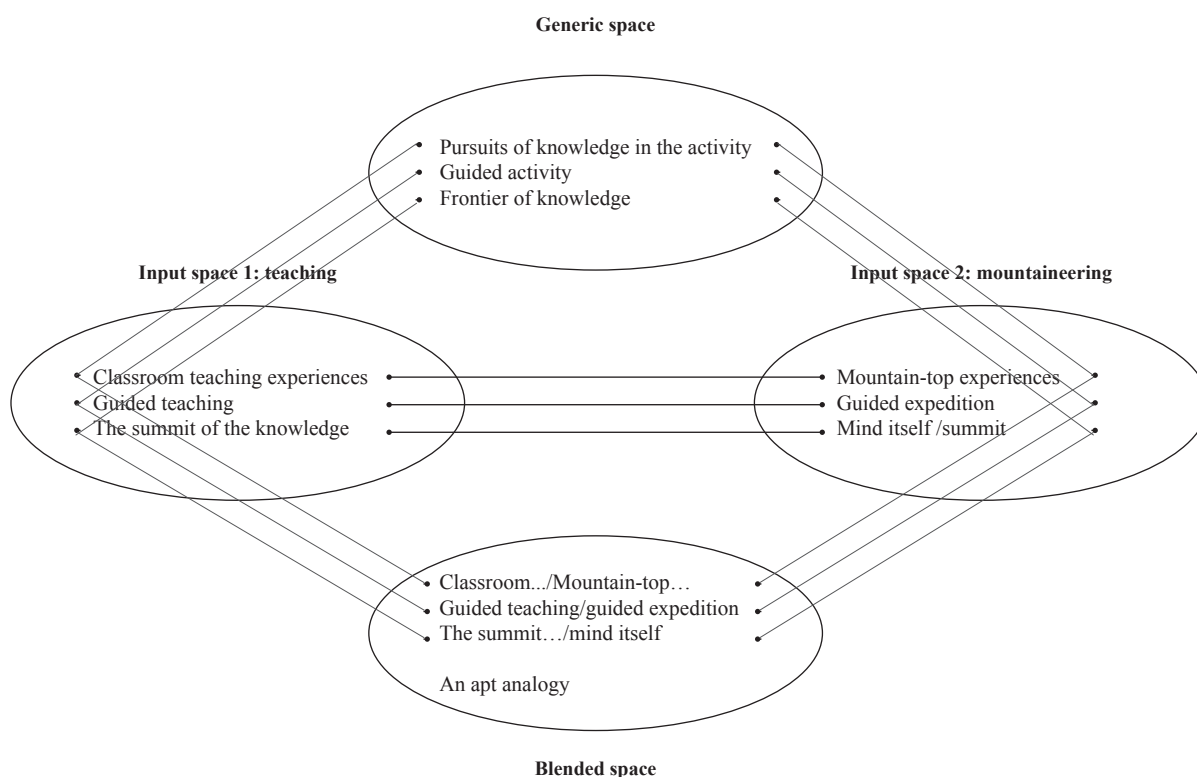 Generic space
Pursuits of knowledge in the activity
Guided activity
Frontier of knowledge
Input space 1: teaching
Input space 2: mountaineering
Classroom teaching experiences
Guided teaching
The summit of the knowledge
Mountain-top experiences
Guided expedition
Mind itself /summit
Classroom.../Mountain-top…
Guided teaching/guided expedition
The summit…/mind itself
An apt analogy
Blended space